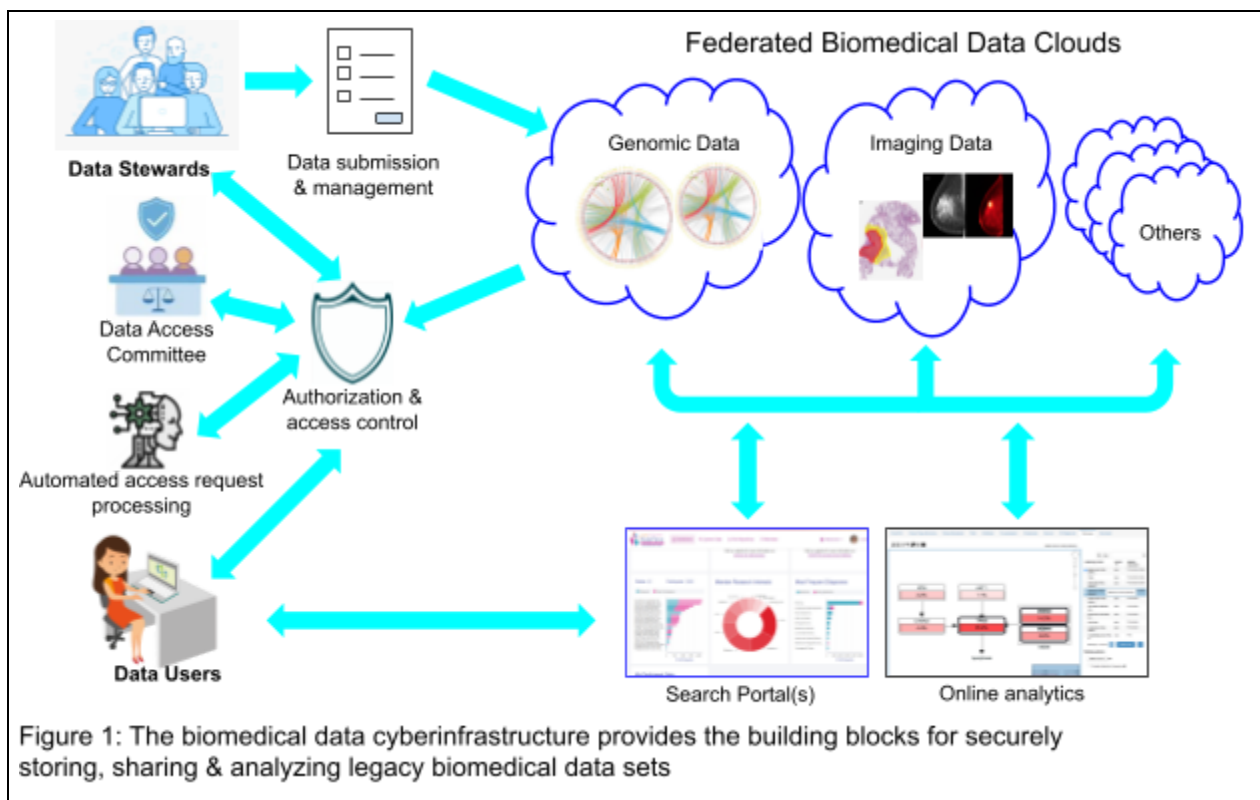 Federated Biomedical Data Clouds
Data Stewards
Data submission
& management
Genomic Data
Imaging Data
Others
Data Access
Committee
Authorization &
access control
Automated access request
processing
Data Users
Search Portal(s)
Online analytics
Figure 1: The biomedical data cyberinfrastructure provides the building blocks for securely
storing, sharing & analyzing legacy biomedical data sets